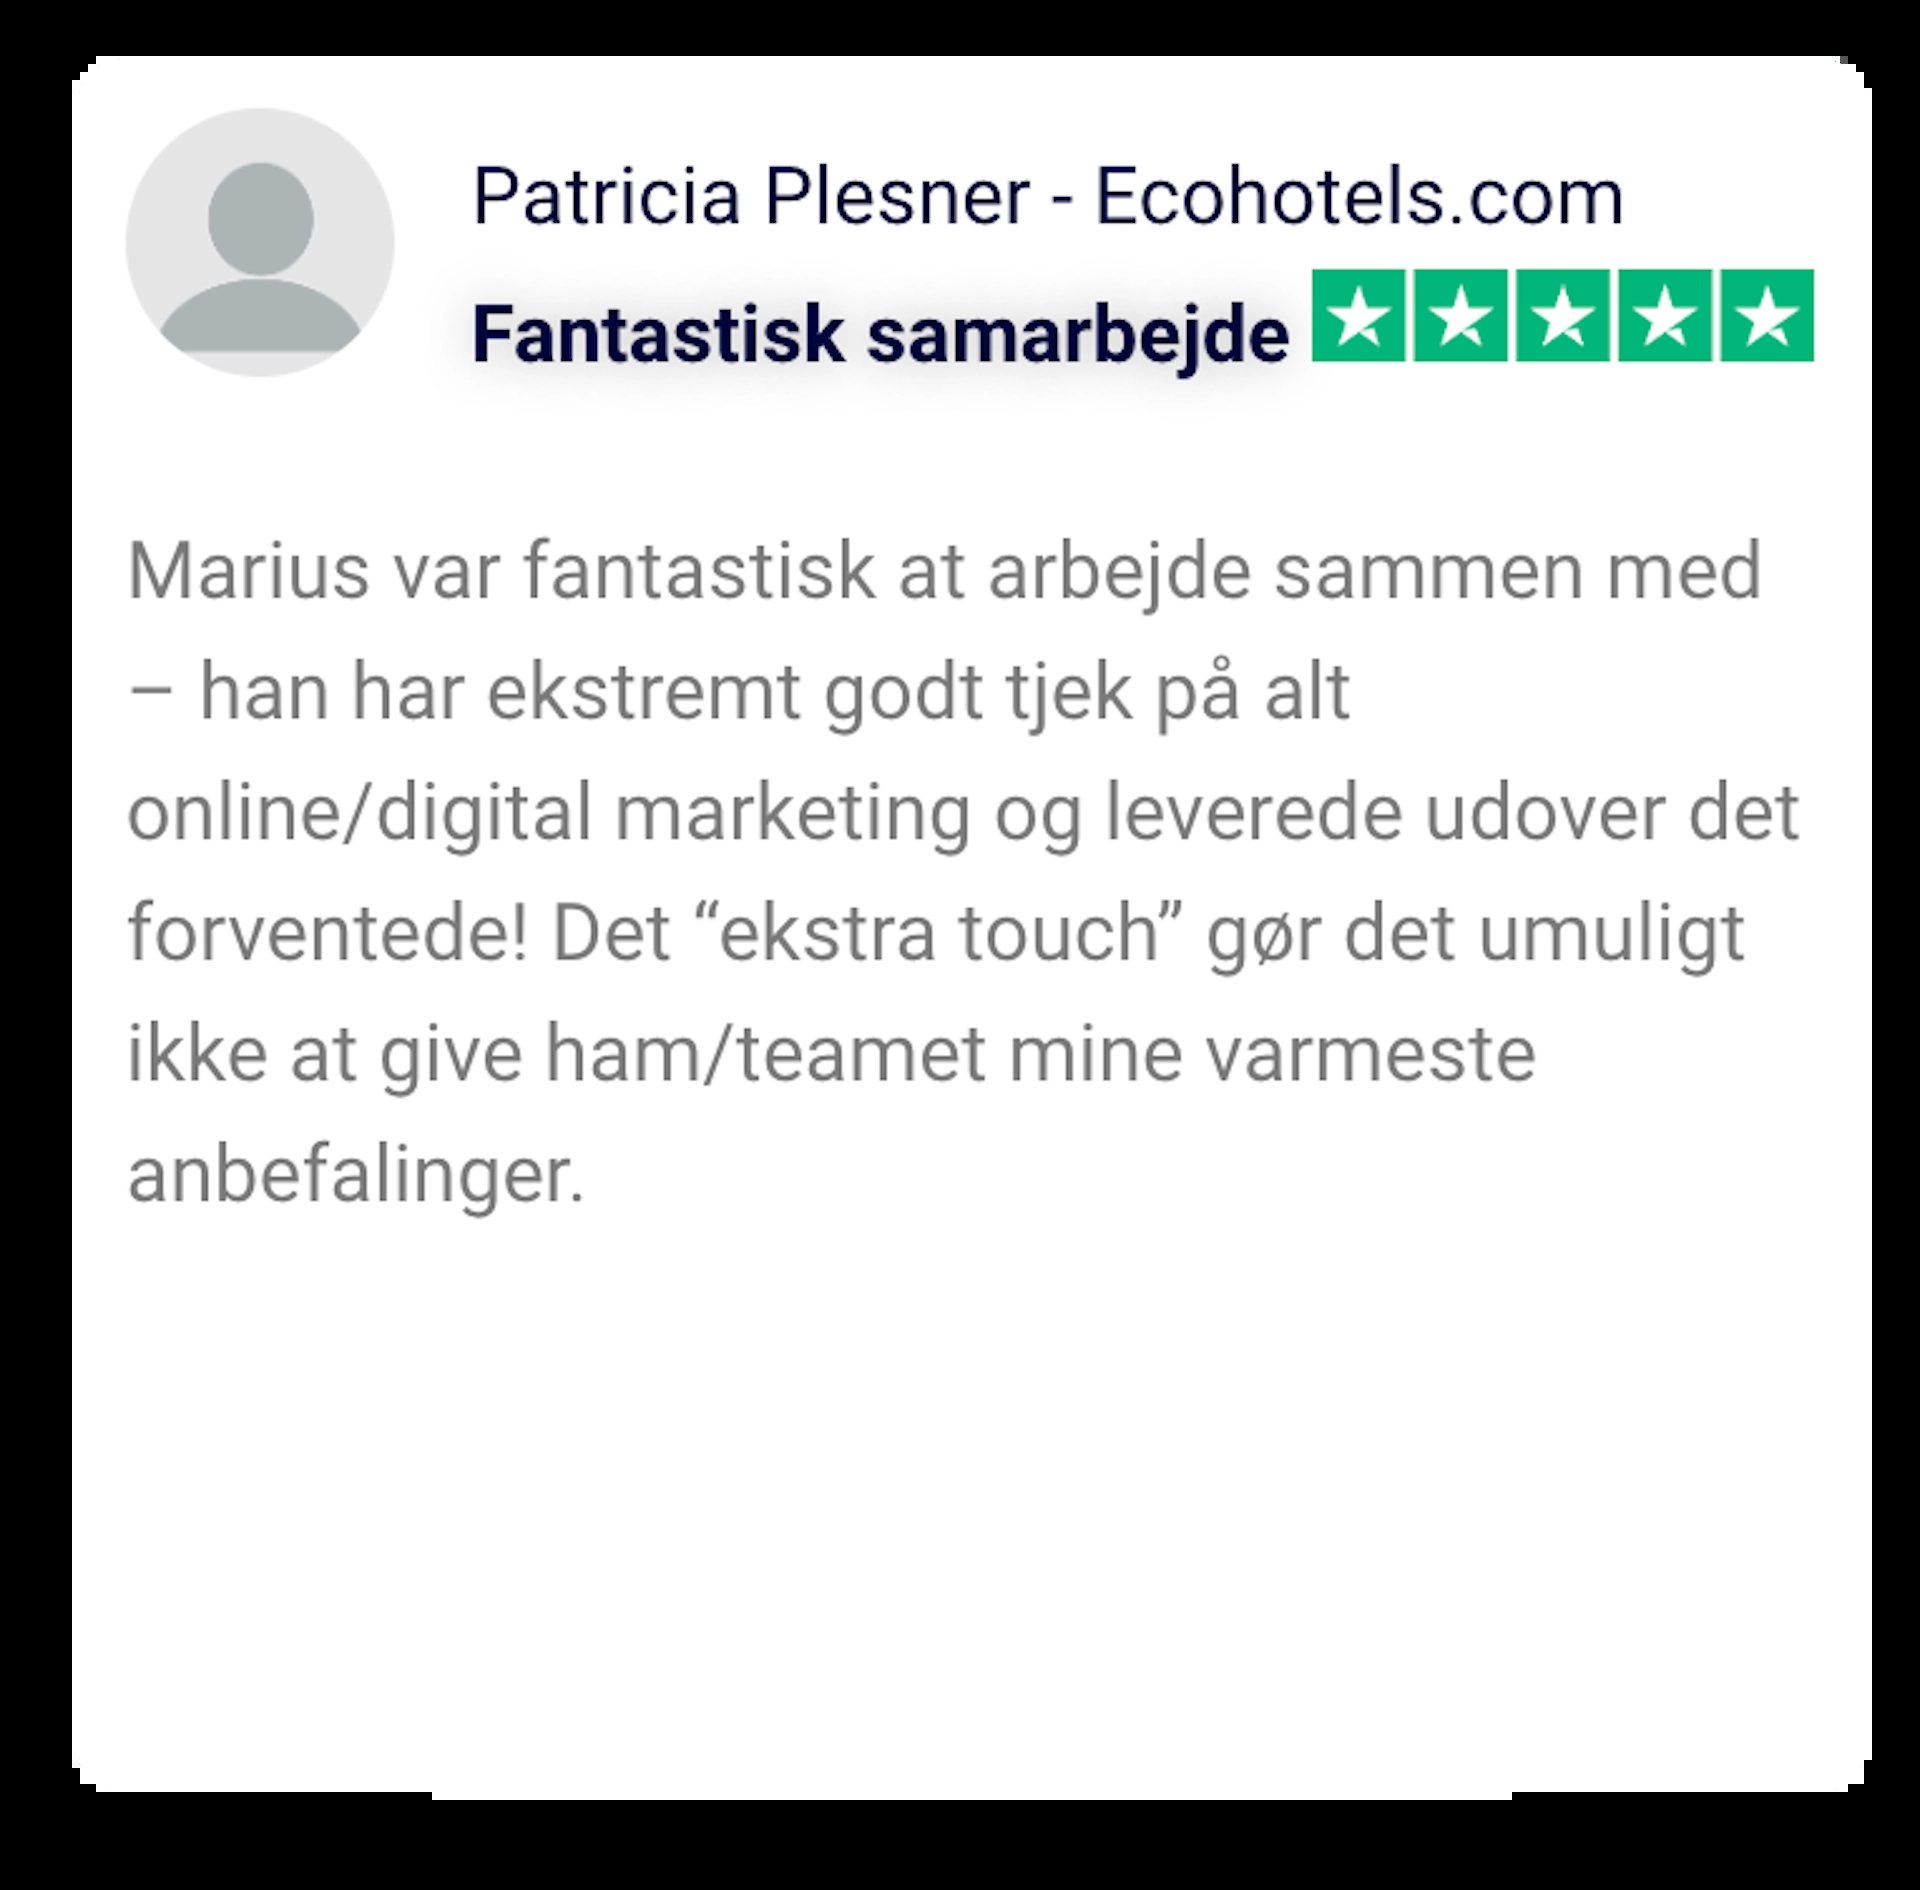 Patricia Plesner - Ecohotels.com
Fantastisk samarbejde
Marius var fantastisk at arbejde sammen med
– han har ekstremt godt tjek på alt
online/digital marketing og leverede udover det
forventede! Det “ekstra touch” gør det umuligt
ikke at give ham/teamet mine varmeste
anbefalinger.